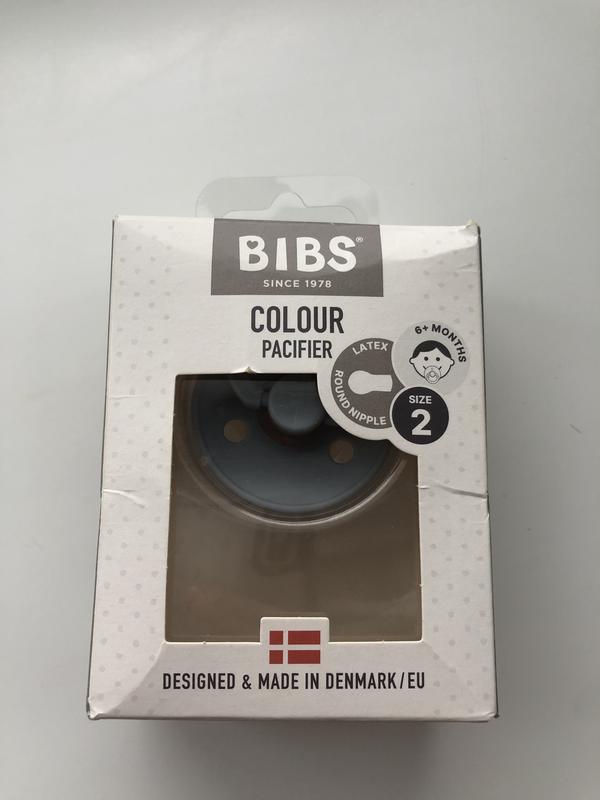 BIBS®
SINCE 1978
COLOUR
PACIFIER
LATEX
ROUND NIPPLE
6+ MONTHS
SIZE
2
DESIGNED & MADE IN DENMARK/EU